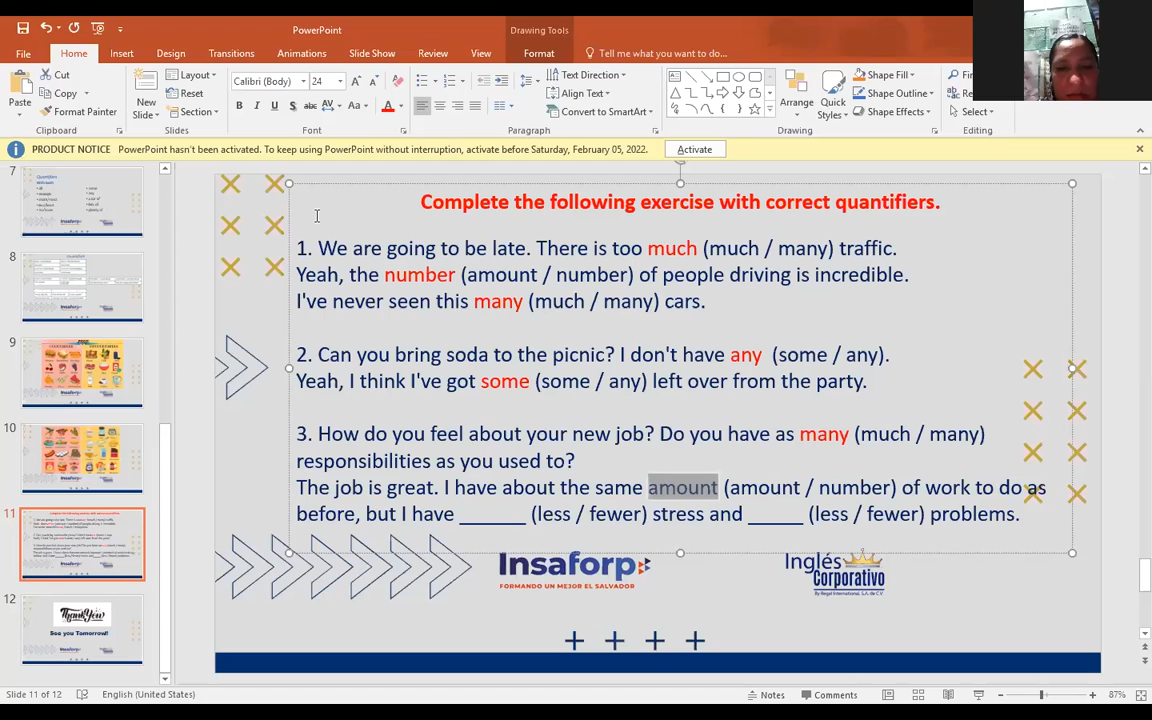 PowerPoint
Drawing Tools
File
Home
Insert
Design
Transitions
Animations
Slide Show
Review
View
Format
Tell me what you want to do...
Paste
Cut
Copy
Format Painter
Clipboard
New
Slide
Layout
Reset
Section
Slides
Calibri (Body)
24
Font
Text Direction
Align Text
Convert to SmartArt
Paragraph
Arrange
Quick
Styles
Shape Fill
Shape Outline
Shape Effects
Drawing
Select
Editing
PRODUCT NOTICE PowerPoint hasn't been activated. To keep using PowerPoint without interruption, activate before Saturday, February 05, 2022.
Activate
7
8
9
10
11
12
Thank You
See you Tomorrow!
Complete the following exercise with correct quantifiers.
1. We are going to be late. There is too much (much / many) traffic.
Yeah, the number (amount / number) of people driving is incredible.
I've never seen this many (much / many) cars.
2. Can you bring soda to the picnic? I don't have any (some / any).
Yeah, I think I've got some (some / any) left over from the party.
3. How do you feel about your new job? Do you have as many (much / many)
responsibilities as you used to?
The job is great. I have about the same amount (amount / number) of work to do as
before, but I have ______ (less / fewer) stress and _____ (less / fewer) problems.
Insaforp
FORMANDO UN MEJOR EL SALVADOR
Inglés
Corporativo
By Regal International, S.A. de C.V.
Slide 11 of 12
English (United States)
Notes
Comments
87%